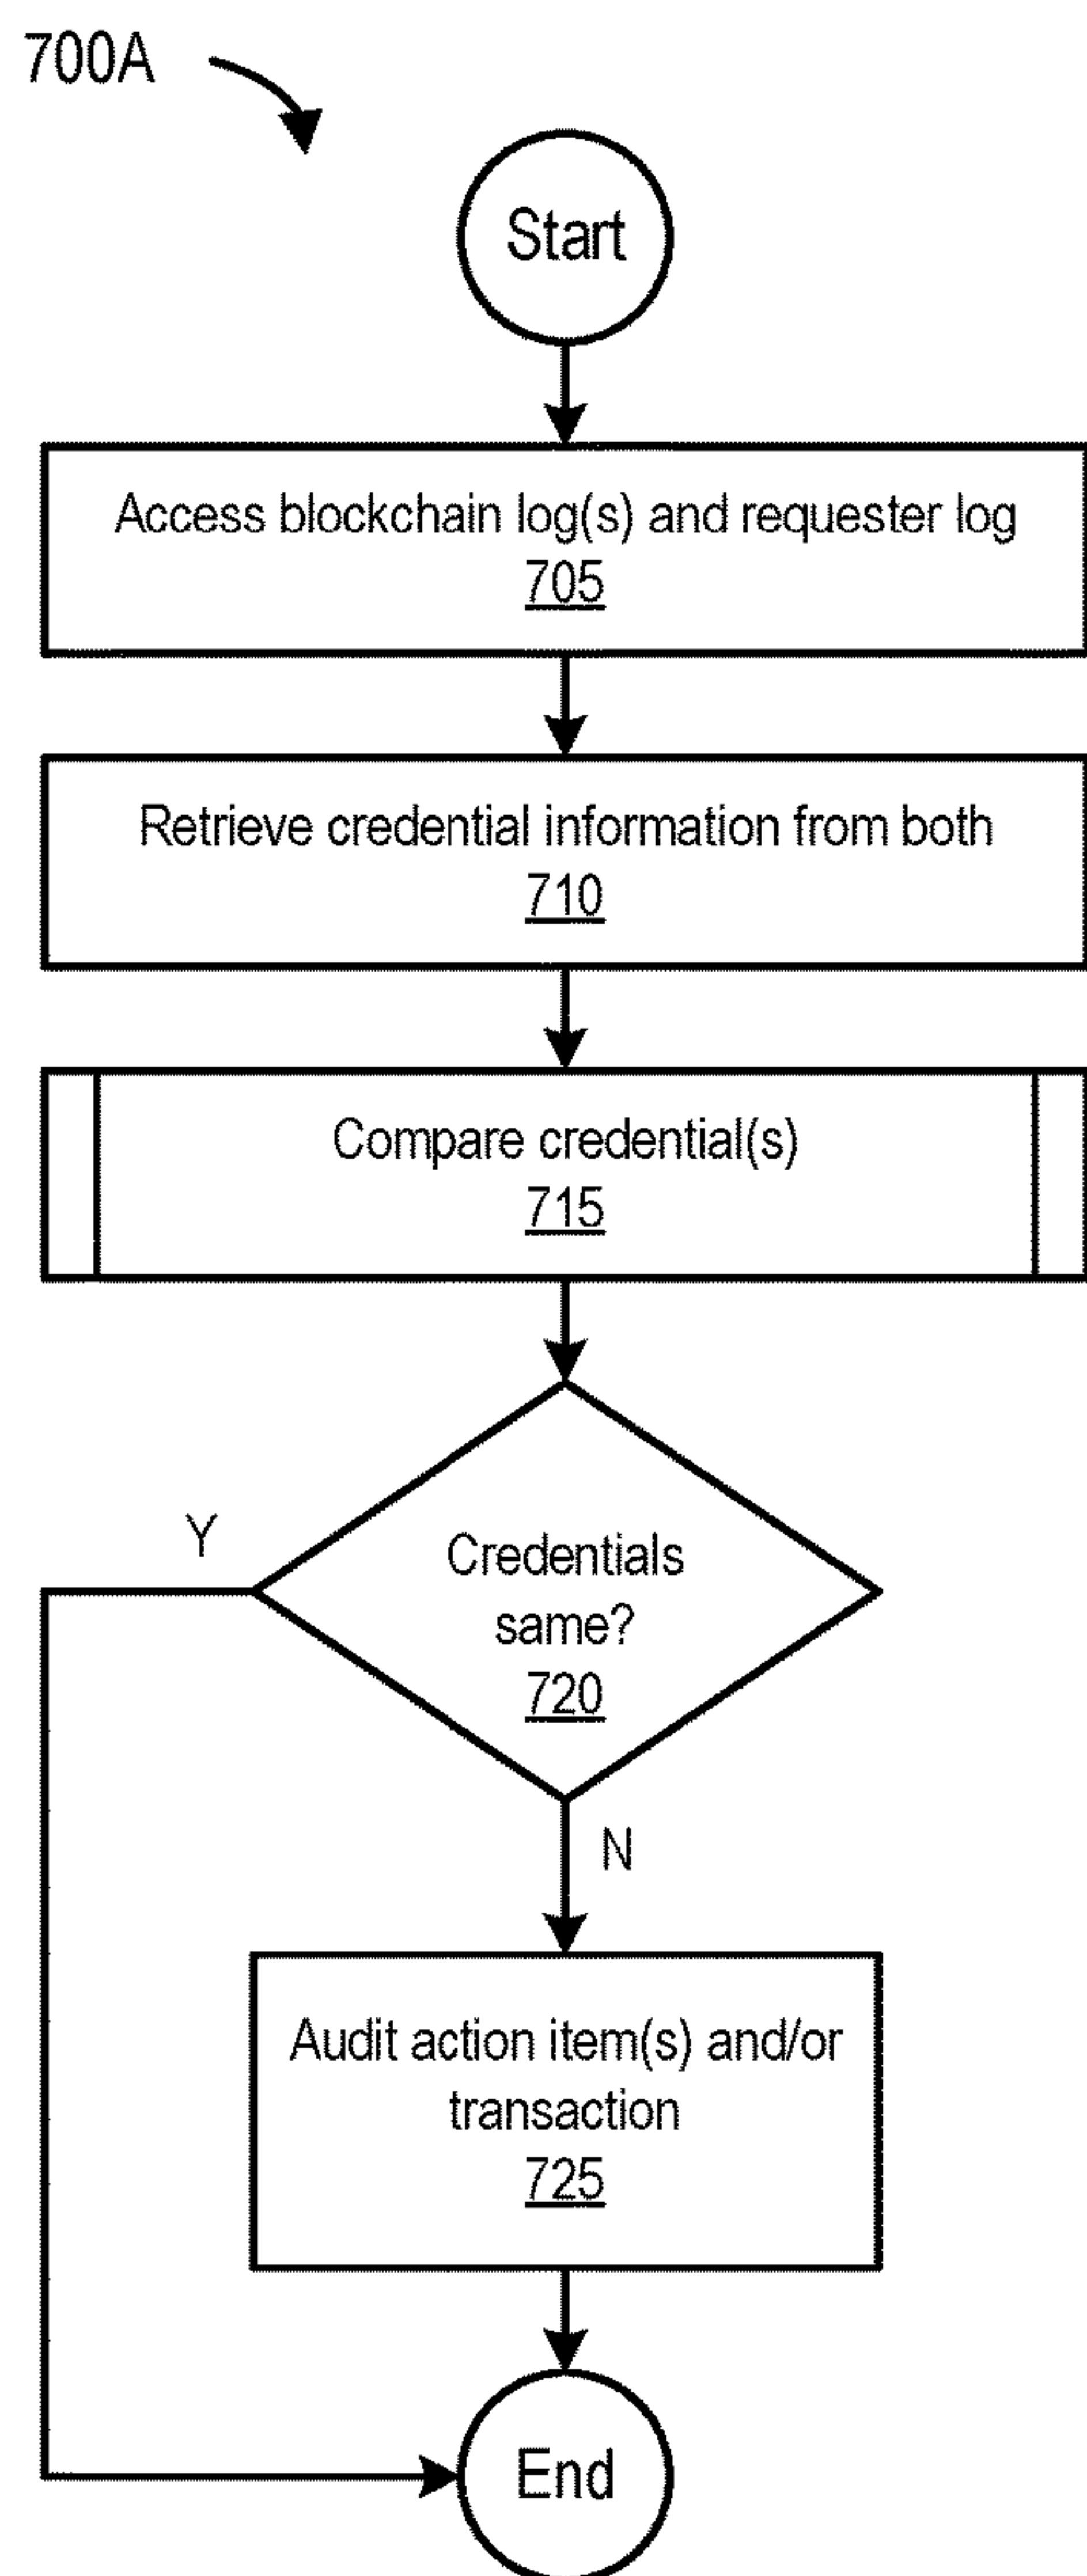 700A
Start
Access blockchain log(s) and requester log
705
Retrieve credential information from both
710
Compare credential(s)
715
Y
Credentials
same?
720
N
Audit action item(s) and/or
transaction
725
End